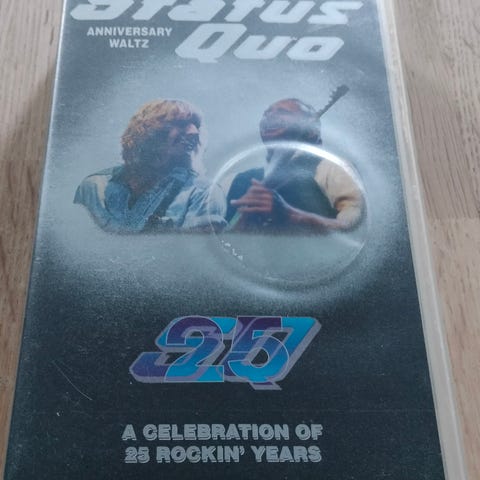 Status
ANNIVERSARY
WALTZ
Quo
25
A CELEBRATION OF
25 ROCKIN' YEARS